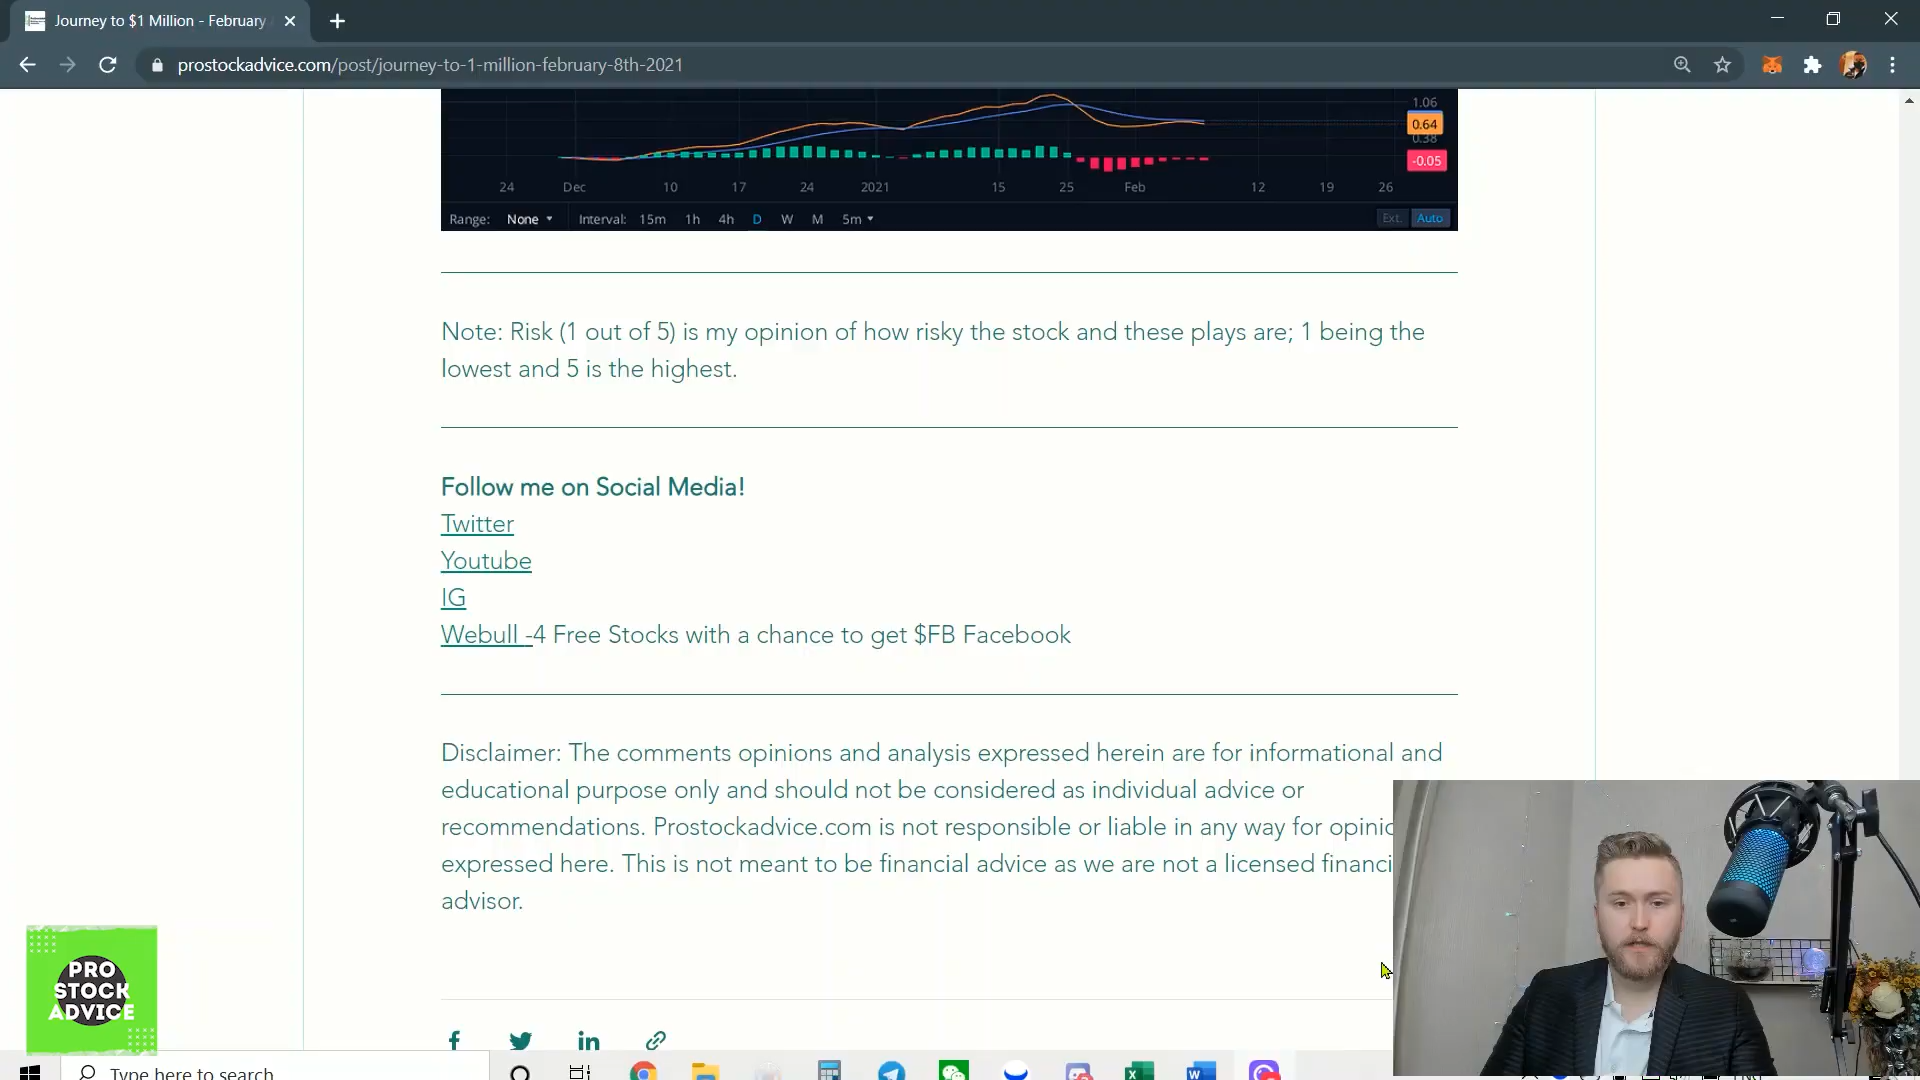 Journey to $1 Million - February
prostockadvice.com/post/journey-to-1-million-february-8th-2021
1.06
0.64
0.38
-0.05
24 Dec 10 17 24 2021 15 25 Feb 12 19 26
Range: None Interval: 15m 1h 4h D W M 5m Ext. Auto
Note: Risk (1 out of 5) is my opinion of how risky the stock and these plays are; 1 being the
lowest and 5 is the highest.
Follow me on Social Media!
Twitter
Youtube
IG
Webull -4 Free Stocks with a chance to get $FB Facebook
Disclaimer: The comments opinions and analysis expressed herein are for informational and
educational purpose only and should not be considered as individual advice or
recommendations. Prostockadvice.com is not responsible or liable in any way for opinio
expressed here. This is not meant to be financial advice as we are not a licensed financi
advisor.
PRO
STOCK
ADVICE
Type here to search